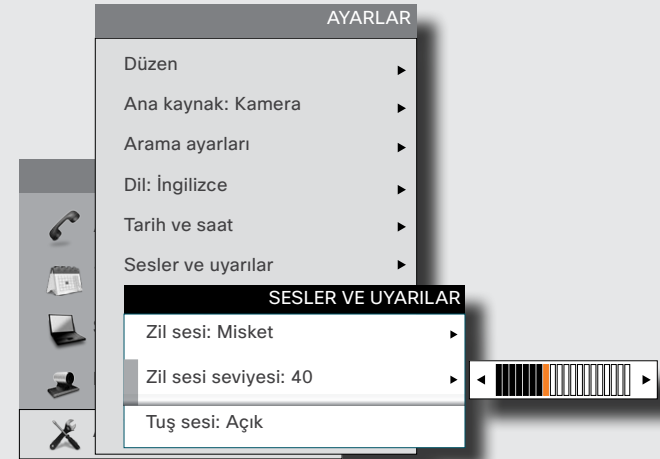 AYARLAR
Düzen
Ana kaynak: Kamera
Arama ayarları
Dil: İngilizce
Tarih ve saat
Sesler ve uyarılar
SESLER VE UYARILAR
Zil sesi: Misket
Zil sesi seviyesi: 40
Tuş sesi: Açık